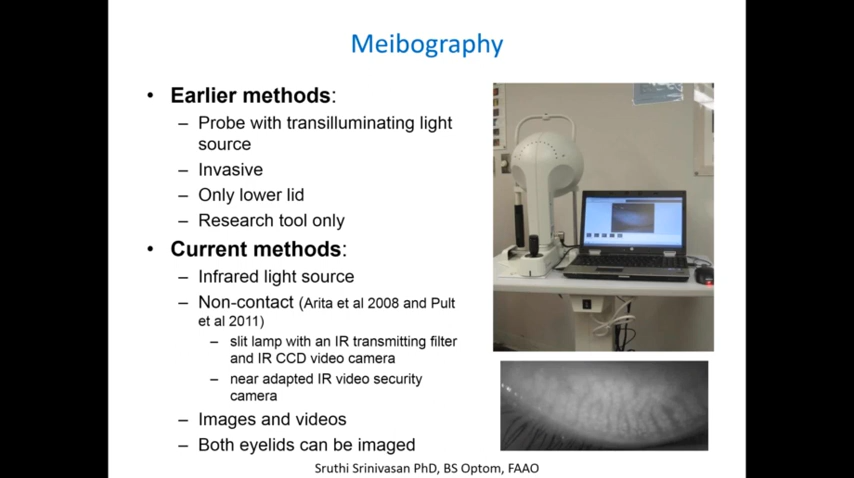 Meibography
• Earlier methods:
– Probe with transilluminating light
source
– Invasive
– Only lower lid
– Research tool only
• Current methods:
– Infrared light source
– Non-contact (Arita et al 2008 and Pult
et al 2011)
– slit lamp with an IR transmitting filter
and IR CCD video camera
– near adapted IR video security
camera
– Images and videos
– Both eyelids can be imaged
Sruthi Srinivasan PhD, BS Optom, FAAO